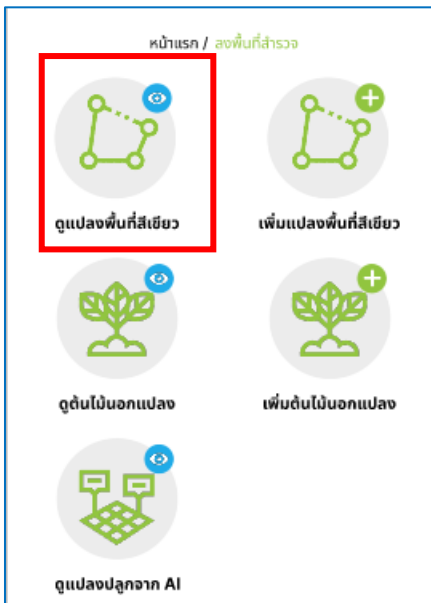 หน้าแรก / ลงพื้นที่สำรวจ
ดูแปลงพื้นที่สีเขียว
เพิ่มแปลงพื้นที่สีเขียว
ดูต้นไม้นอกแปลง
เพิ่มต้นไม้นอกแปลง
ดูแปลงปลูกจาก AI